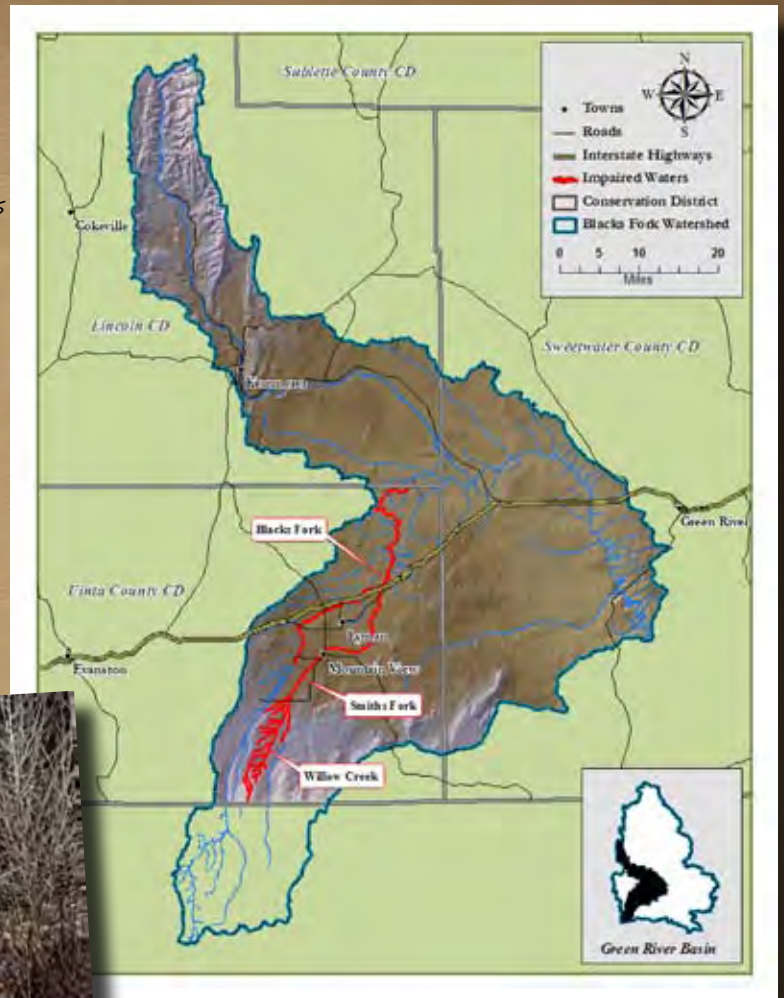 Sublette County CD
N
W
E
S
Towns
Roads
Interstate Highways
Impaired Waters
Conservation District
Blacks Fork Watershed
0 5 10 20
Miles
Cokeville
Lincoln CD
Sweetwater County CD
Kemmerer
Green River
Blacks Fork
Uinta County CD
Lyman
Evanston
Mountain View
Smiths Fork
Willow Creek
Green River Basin